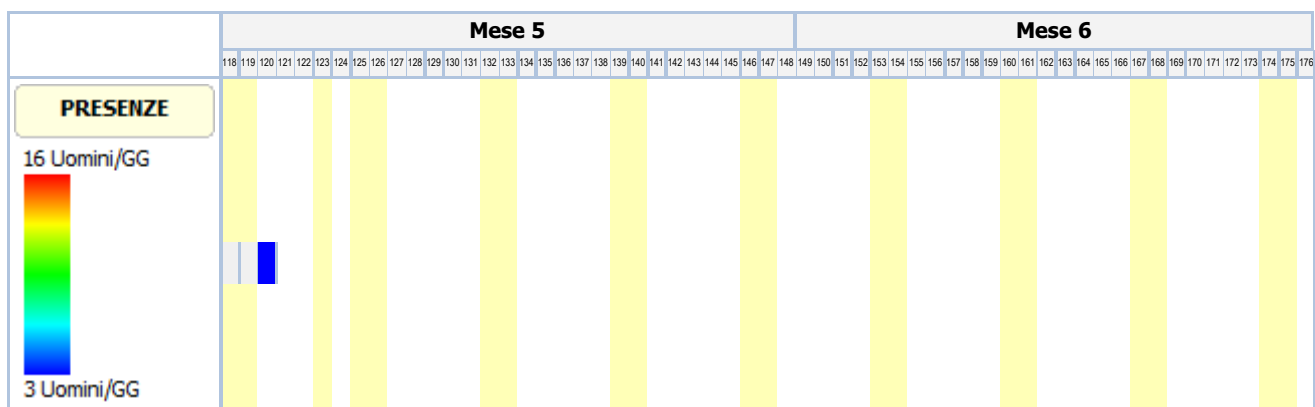 Mese 5 Mese 6
118 119 120 121 122 123 124 125 126 127 128 129 130 131 132 133 134 135 136 137 138 139 140 141 142 143 144 145 146 147 148 149 150 151 152 153 154 155 156 157 158 159 160 161 162 163 164 165 166 167 168 169 170 171 172 173 174 175 176
PRESENZE
16 Uomini/GG
3 Uomini/GG